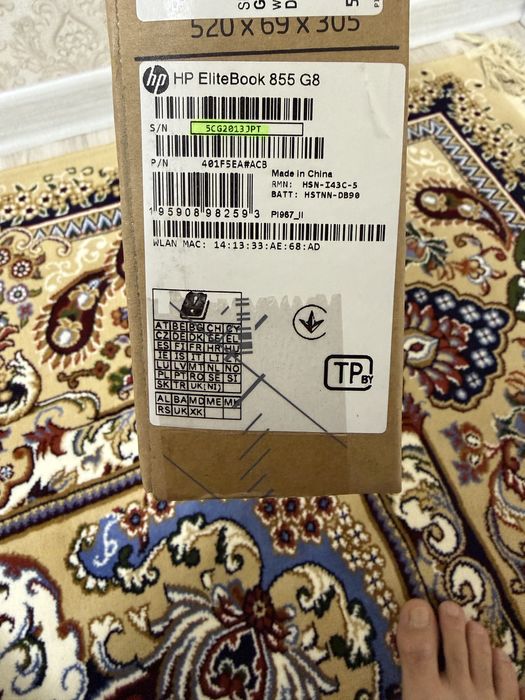 520 x 69 x 305
hp HP EliteBook 855 G8
S/N 5CG2013JPT
P/N 401F5EA#ACB
Made in China
RMN: HSN-I43C-5
BATT: HSTNN-DB90
1 95908 98259 3 PI967_II
WLAN MAC: 14:13:33:AE:68:AD
AT BE BG CH CY
CZ DE DK EE EL
ES FI FR HR HU
IE IS IT LI LT
LU LV MT NL NO
PL PT RO SE SI
SK TR UK(NI)
AL BA MD ME MK
RS UK XK
TP BY